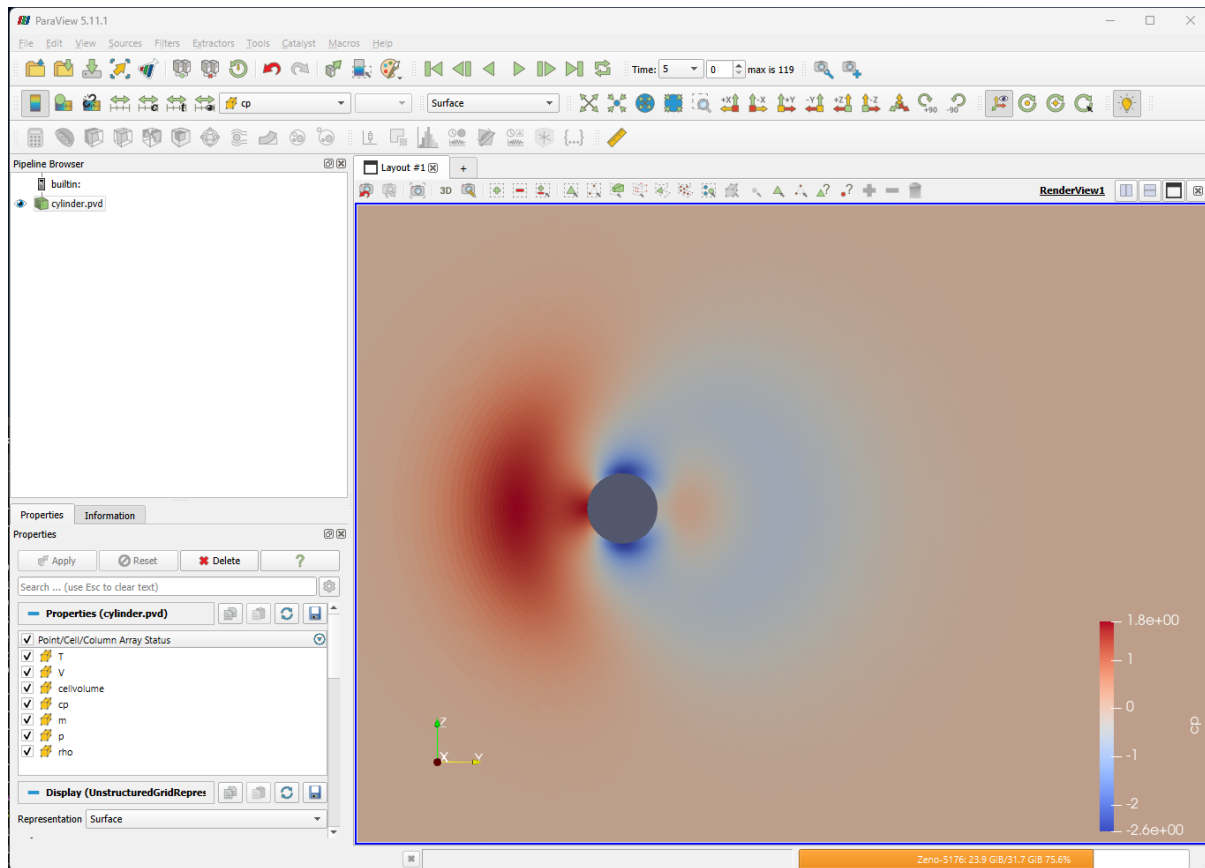 ParaView 5.11.1
File Edit View Sources Filters Extractors Tools Catalyst Macros Help
Time: 5 0 max is 119
cp Surface +X -X +Y -Y +Z -Z +90 -90
{...}
Pipeline Browser
Layout #1 +
builtin:
3D RenderView1
cylinder.pvd
Properties Information
Properties
Apply Reset Delete ?
Search ... (use Esc to clear text)
Properties (cylinder.pvd)
Point/Cell/Column Array Status
T
V
cellvolume
cp
m
p
rho
Display (UnstructuredGridRepres
Representation Surface
Z
X Y
1.8e+00
1
0
-1
-2
-2.6e+00
cp
Zeno-5176: 23.9 GiB/31.7 GiB 75.6%